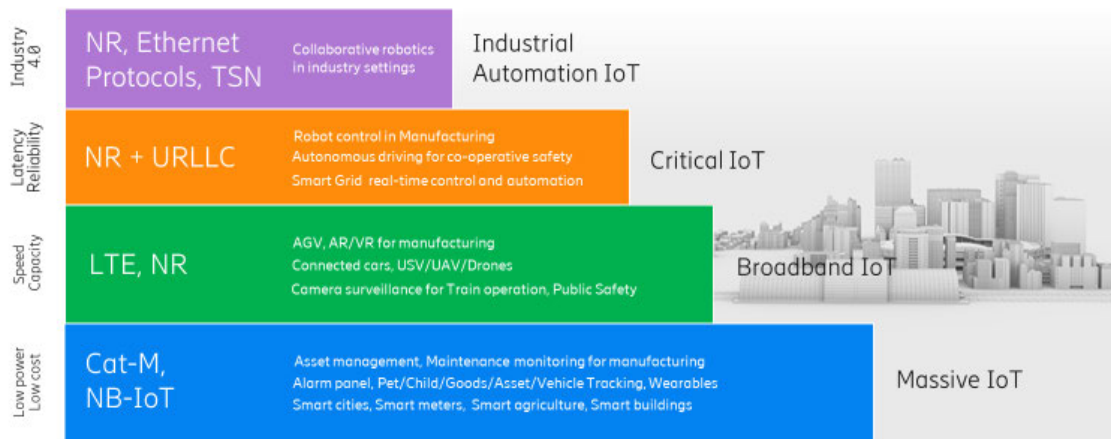 Industry
4.0
NR, Ethernet
Protocols, TSN
Collaborative robotics
in industry settings
Industrial
Automation IoT
Latency
Reliability
NR + URLLC
Robot control in Manufacturing
Autonomous driving for co-operative safety
Smart Grid real-time control and automation
Critical IoT
Speed
Capacity
LTE, NR
AGV, AR/VR for manufacturing
Connected cars, USV/UAV/Drones
Camera surveillance for Train operation, Public Safety
Broadband IoT
Low power
Low cost
Cat-M,
NB-IoT
Asset management, Maintenance monitoring for manufacturing
Alarm panel, Pet/Child/Goods/Asset/Vehicle Tracking, Wearables
Smart cities, Smart meters, Smart agriculture, Smart buildings
Massive IoT